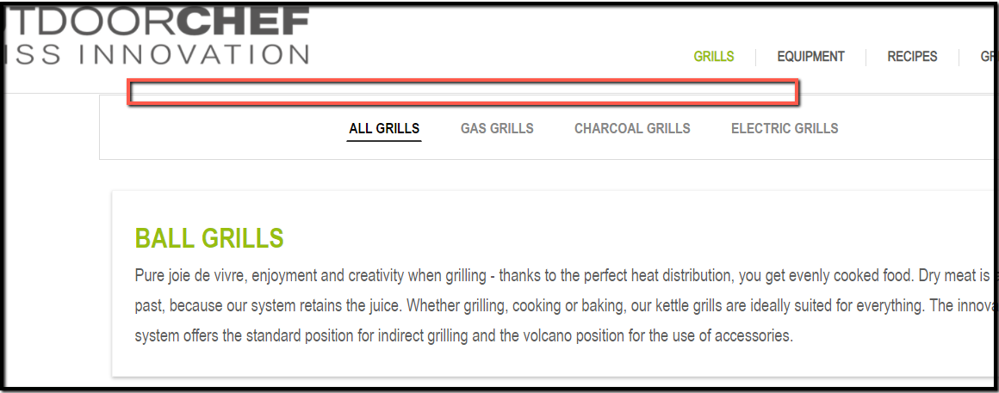 TDOORCHEF
ISS INNOVATION
GRILLS EQUIPMENT RECIPES GR
ALL GRILLS GAS GRILLS CHARCOAL GRILLS ELECTRIC GRILLS
BALL GRILLS
Pure joie de vivre, enjoyment and creativity when grilling - thanks to the perfect heat distribution, you get evenly cooked food. Dry meat is
past, because our system retains the juice. Whether grilling, cooking or baking, our kettle grills are ideally suited for everything. The innova
system offers the standard position for indirect grilling and the volcano position for the use of accessories.